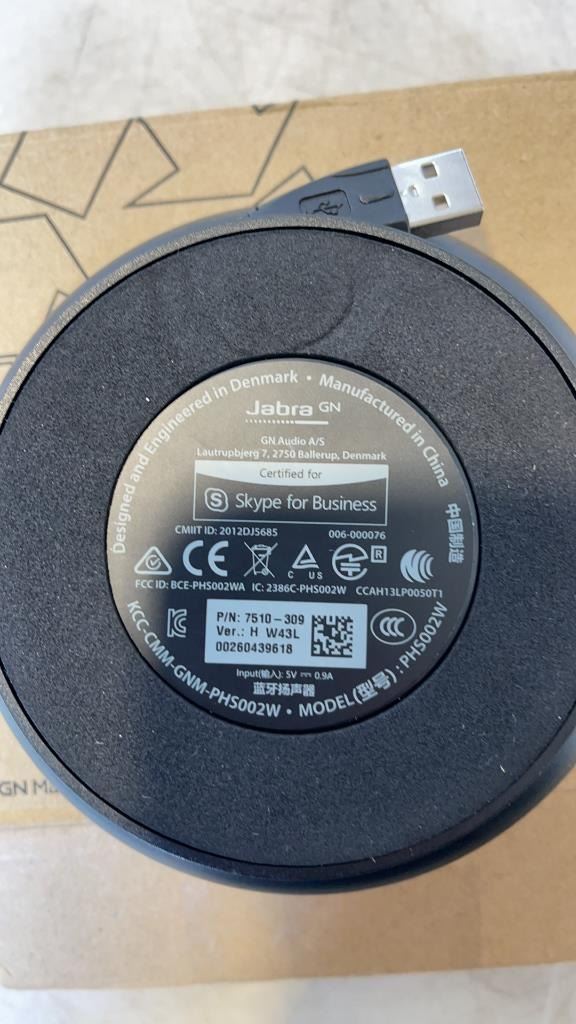 Designed and Engineered in Denmark • Manufactured in China
中国制造
Jabra GN
GN Audio A/S
Lautrupbjerg 7, 2750 Ballerup, Denmark
Certified for
S Skype for Business
CMIIT ID: 2012DJ5685 006-000076
CE
C US
R
FCC ID: BCE-PHS002WA IC: 2386C-PHS002W CCAH13LP0050T1
P/N: 7510-309
Ver.: H W43L
00260439618
CCC
Input(输入): 5V 0.9A
蓝牙扬声器
KCC-CMM-GNM-PHS002W • MODEL(型号): PHS002W
GN